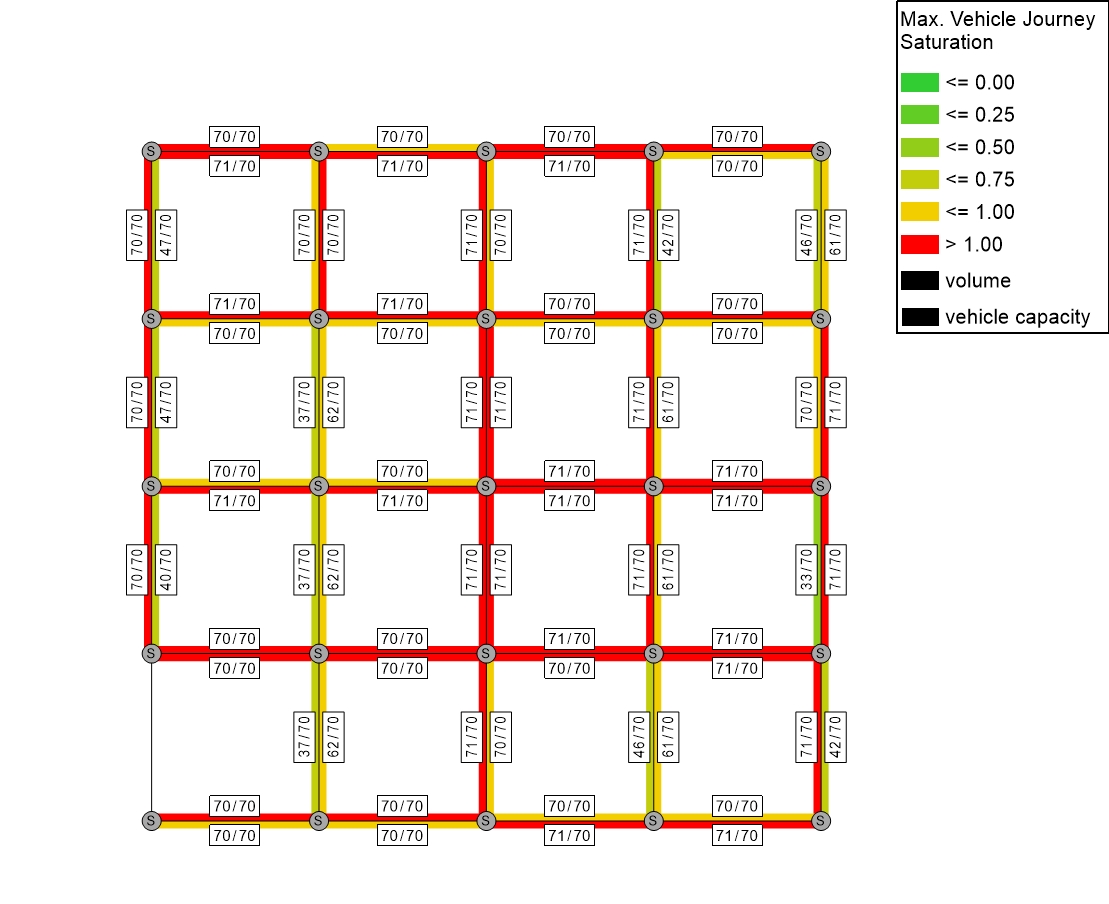 Max. Vehicle Journey
Saturation
<= 0.00
<= 0.25
<= 0.50
<= 0.75
<= 1.00
> 1.00
volume
vehicle capacity
70/70 70/70 70/70 70/70
S S S S S
71/70 71/70 71/70 70/70
70/70 47/70 70/70 70/70 71/70 70/70 71/70 42/70 46/70 61/70
71/70 71/70 70/70 70/70
S S S S S
70/70 70/70 70/70 70/70
70/70 47/70 37/70 62/70 71/70 71/70 71/70 61/70 70/70 71/70
70/70 70/70 71/70 71/70
S S S S S
71/70 71/70 71/70 71/70
70/70 40/70 37/70 62/70 71/70 71/70 71/70 61/70 33/70 71/70
70/70 70/70 71/70 71/70
S S S S S
70/70 70/70 70/70 71/70
37/70 62/70 71/70 70/70 46/70 61/70 71/70 42/70
70/70 70/70 70/70 70/70
S S S S S
70/70 70/70 71/70 71/70